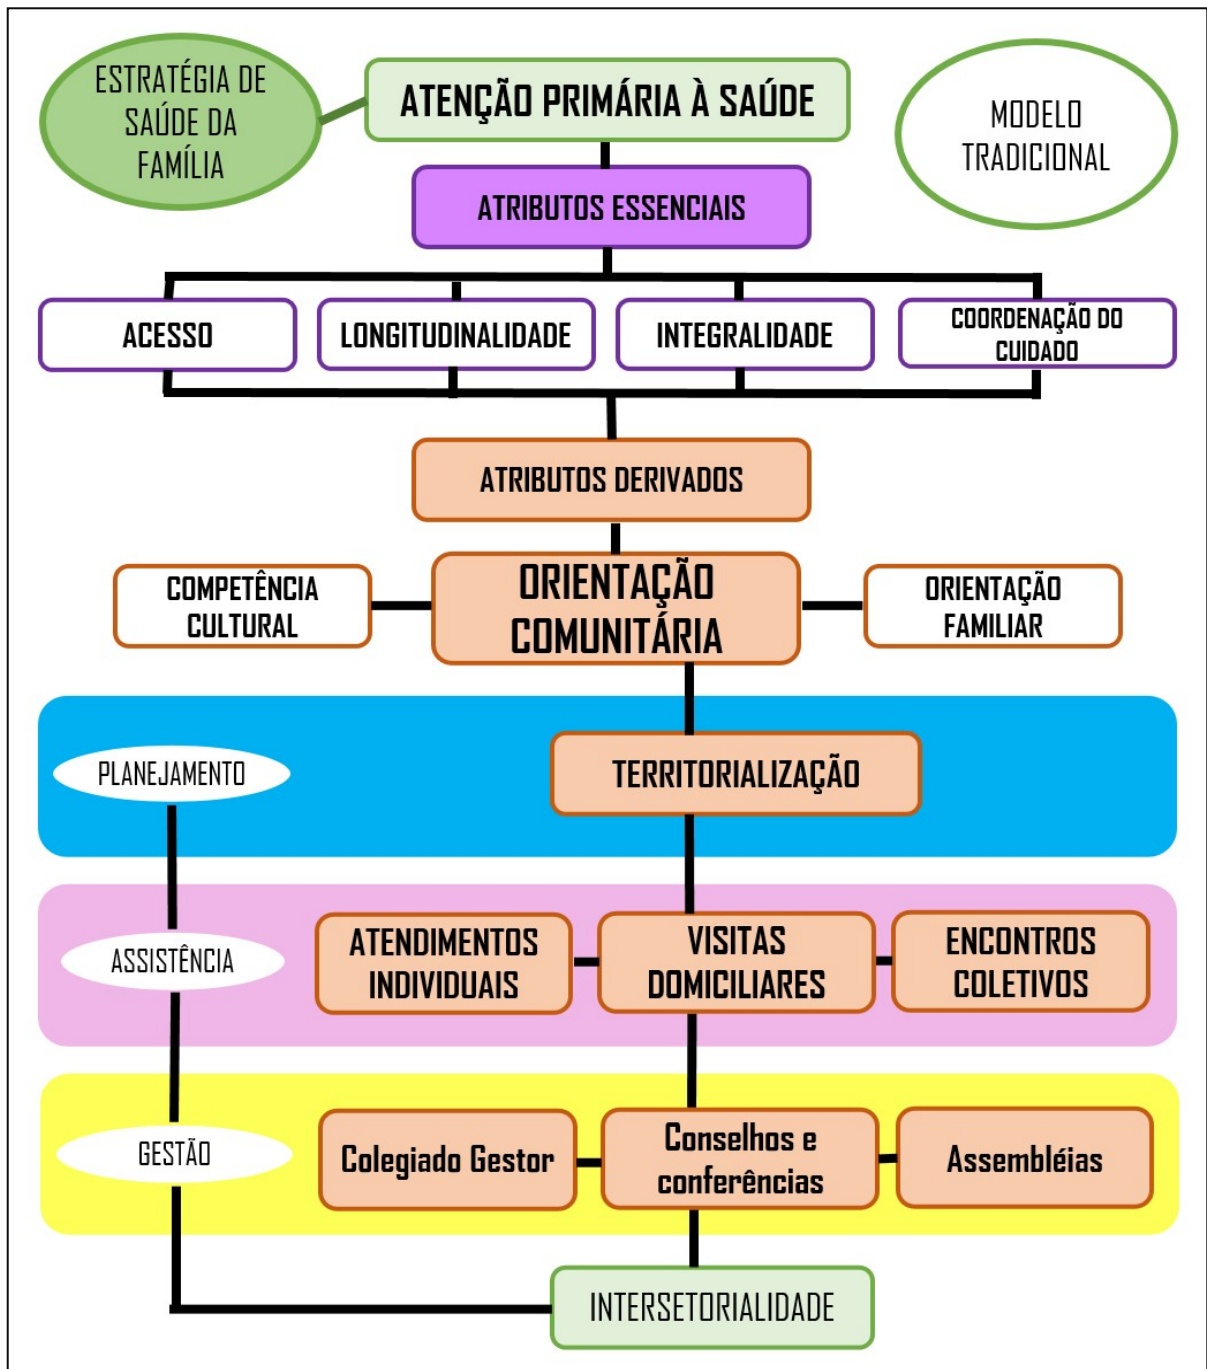 ESTRATÉGIA DE
SAÚDE DA
FAMÍLIA
ATENÇÃO PRIMÁRIA À SAÚDE
MODELO
TRADICIONAL
ATRIBUTOS ESSENCIAIS
ACESSO
LONGITUDINALIDADE
INTEGRALIDADE
COORDENAÇÃO DO
CUIDADO
ATRIBUTOS DERIVADOS
COMPETÊNCIA
CULTURAL
ORIENTAÇÃO
COMUNITÁRIA
ORIENTAÇÃO
FAMILIAR
PLANEJAMENTO
TERRITORIALIZAÇÃO
ASSISTÊNCIA
ATENDIMENTOS
INDIVIDUAIS
VISITAS
DOMICILIARES
ENCONTROS
COLETIVOS
GESTÃO
Colegiado Gestor
Conselhos e
conferências
Assembléias
INTERSETORIALIDADE